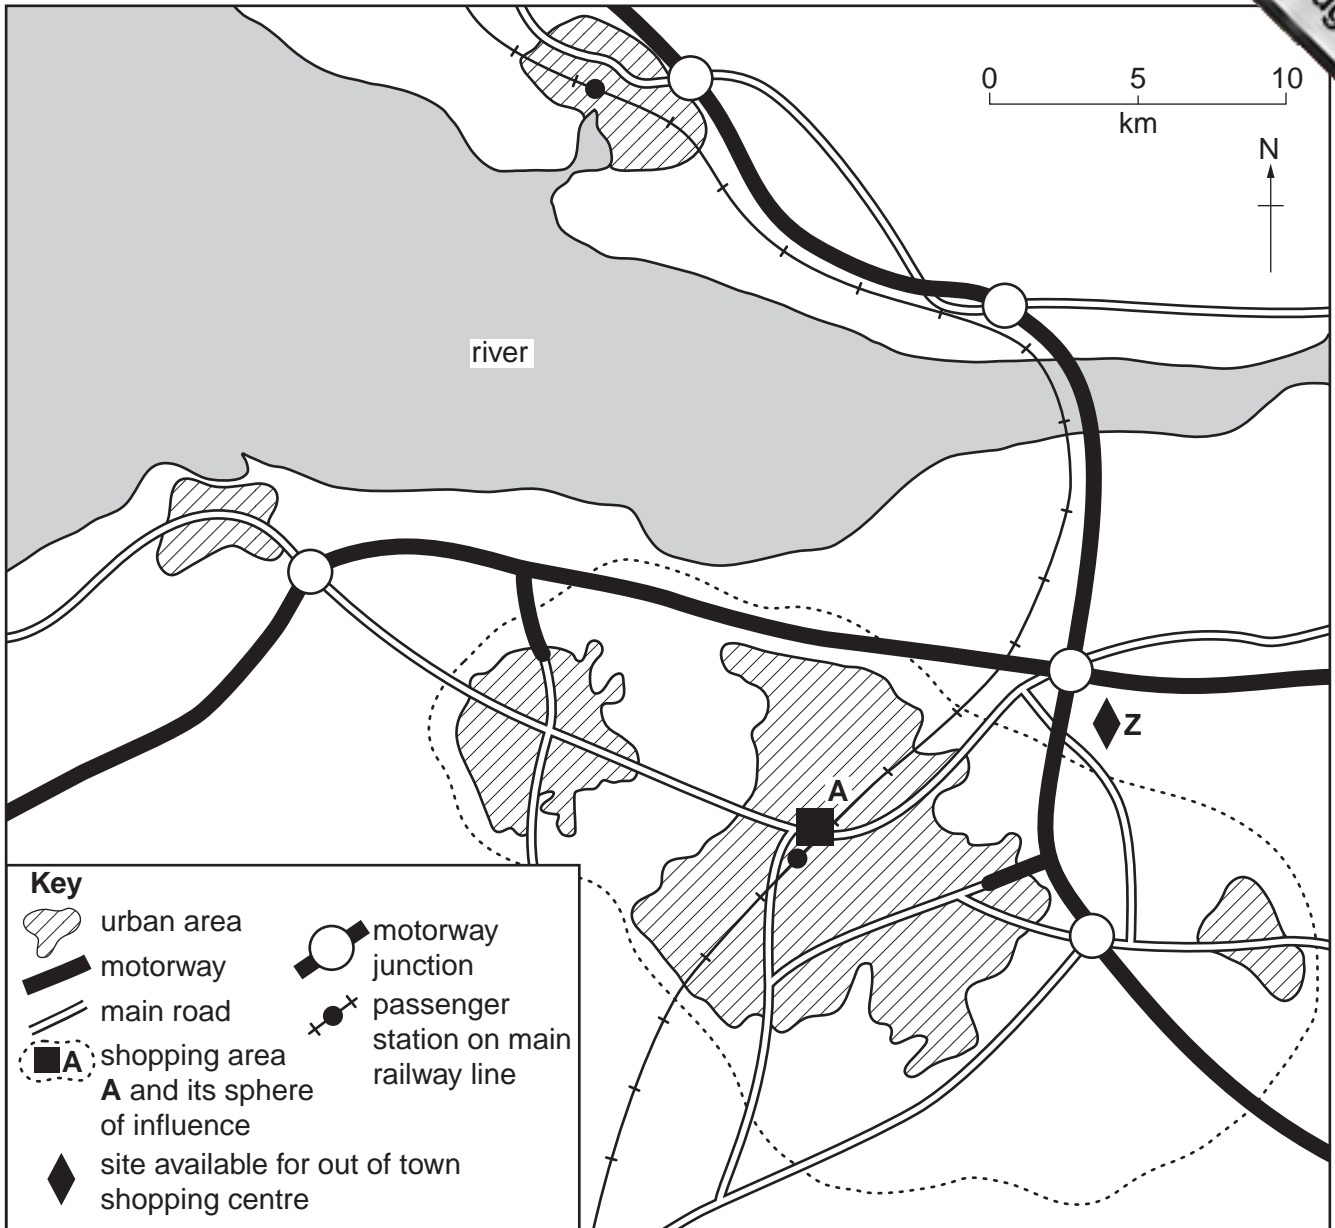 0 5 10
km
N
river
Z
A
Key
urban area
motorway
main road
A shopping area
A and its sphere
of influence
site available for out of town
shopping centre
motorway
junction
passenger
station on main
railway line